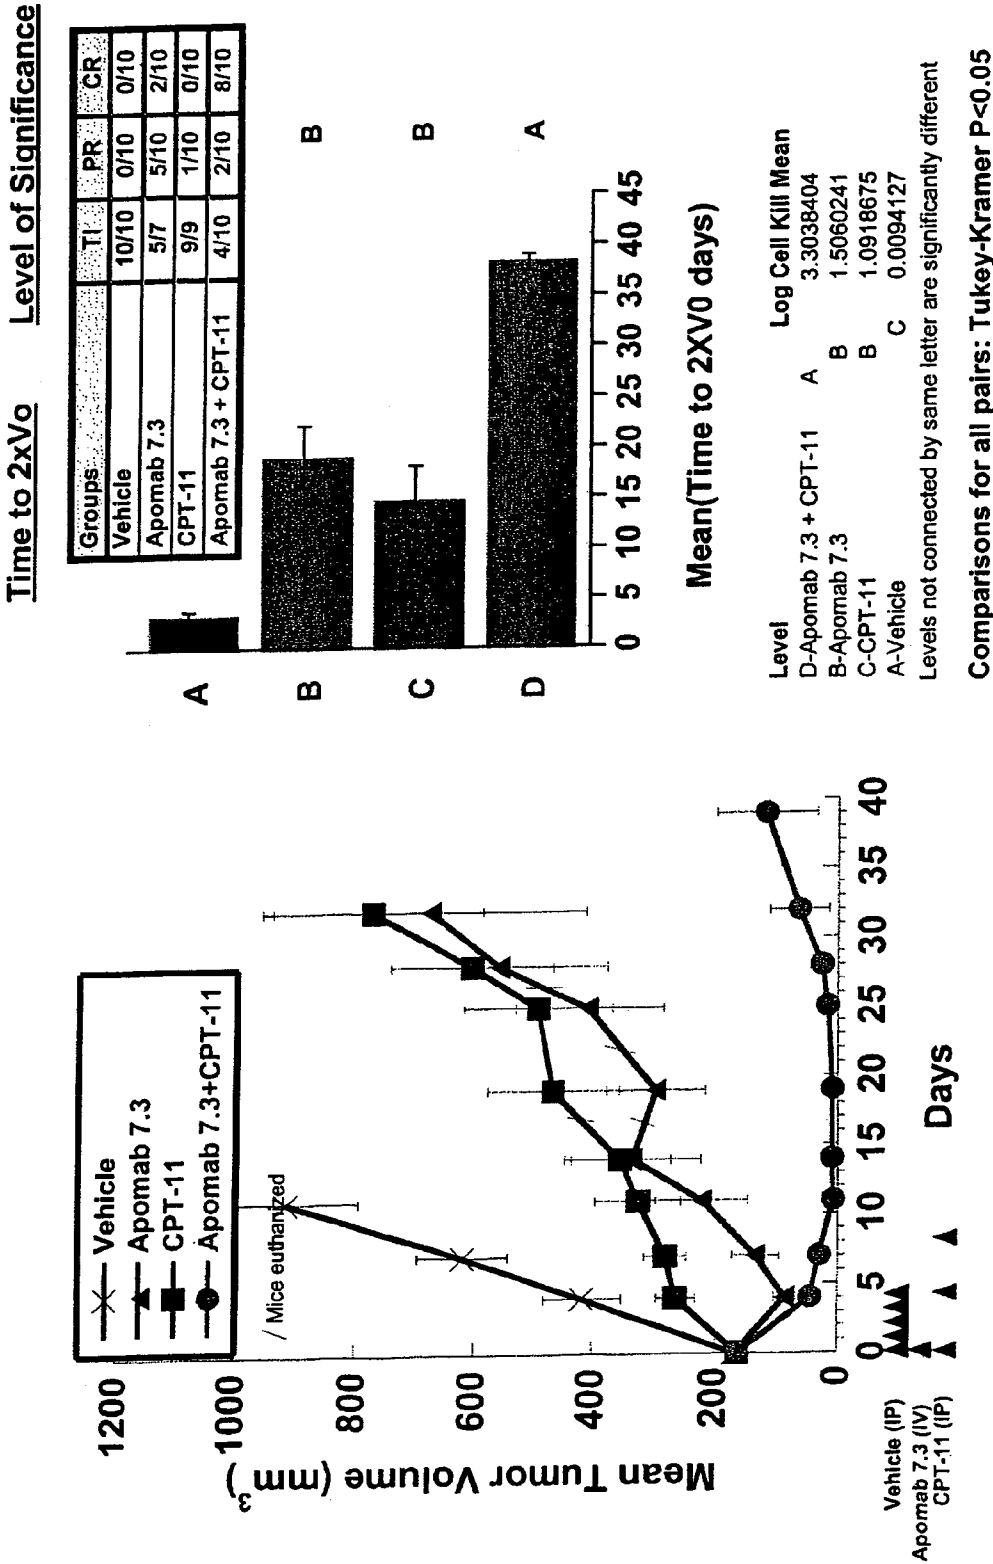 Time to 2xVo Level of Significance
Groups TI PR CR
Vehicle 10/10 0/10 0/10
Apomab 7.3 5/7 5/10 2/10
CPT-11 9/9 1/10 0/10
Apomab 7.3 + CPT-11 4/10 2/10 8/10
A
B B
C B
D A
0 5 10 15 20 25 30 35 40 45
Mean(Time to 2XV0 days)
Level Log Cell Kill Mean
D-Apomab 7.3 + CPT-11 A 3.3038404
B-Apomab 7.3 B 1.5060241
C-CPT-11 B 1.0918675
A-Vehicle C 0.0094127
Levels not connected by same letter are significantly different
Comparisons for all pairs: Tukey-Kramer P<0.05
Vehicle
Apomab 7.3
CPT-11
Apomab 7.3+CPT-11
/ Mice euthanized
1200
1000
800
600
400
200
0
Mean Tumor Volume (mm3)
0 5 10 15 20 25 30 35 40
Vehicle (IP)
Apomab 7.3 (IV)
CPT-11 (IP)
Days